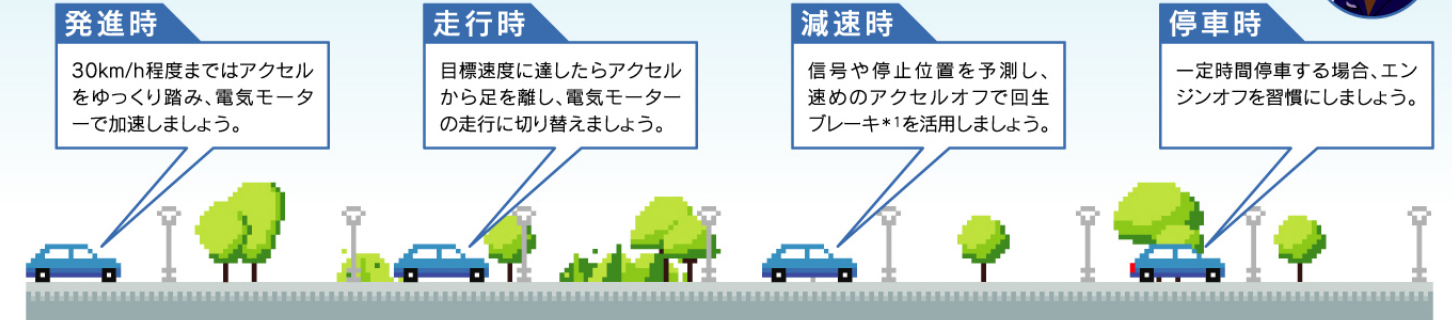 発進時
30km/h程度まではアクセル
をゆっくり踏み、電気モータ
ーで加速しましょう。
走行時
目標速度に達したらアクセル
から足を離し、電気モーター
の走行に切り替えましょう。
減速時
信号や停止位置を予測し、
速めのアクセルオフで回生
ブレーキ*1を活用しましょう。
停車時
一定時間停車する場合、エン
ジンオフを習慣にしましょう。